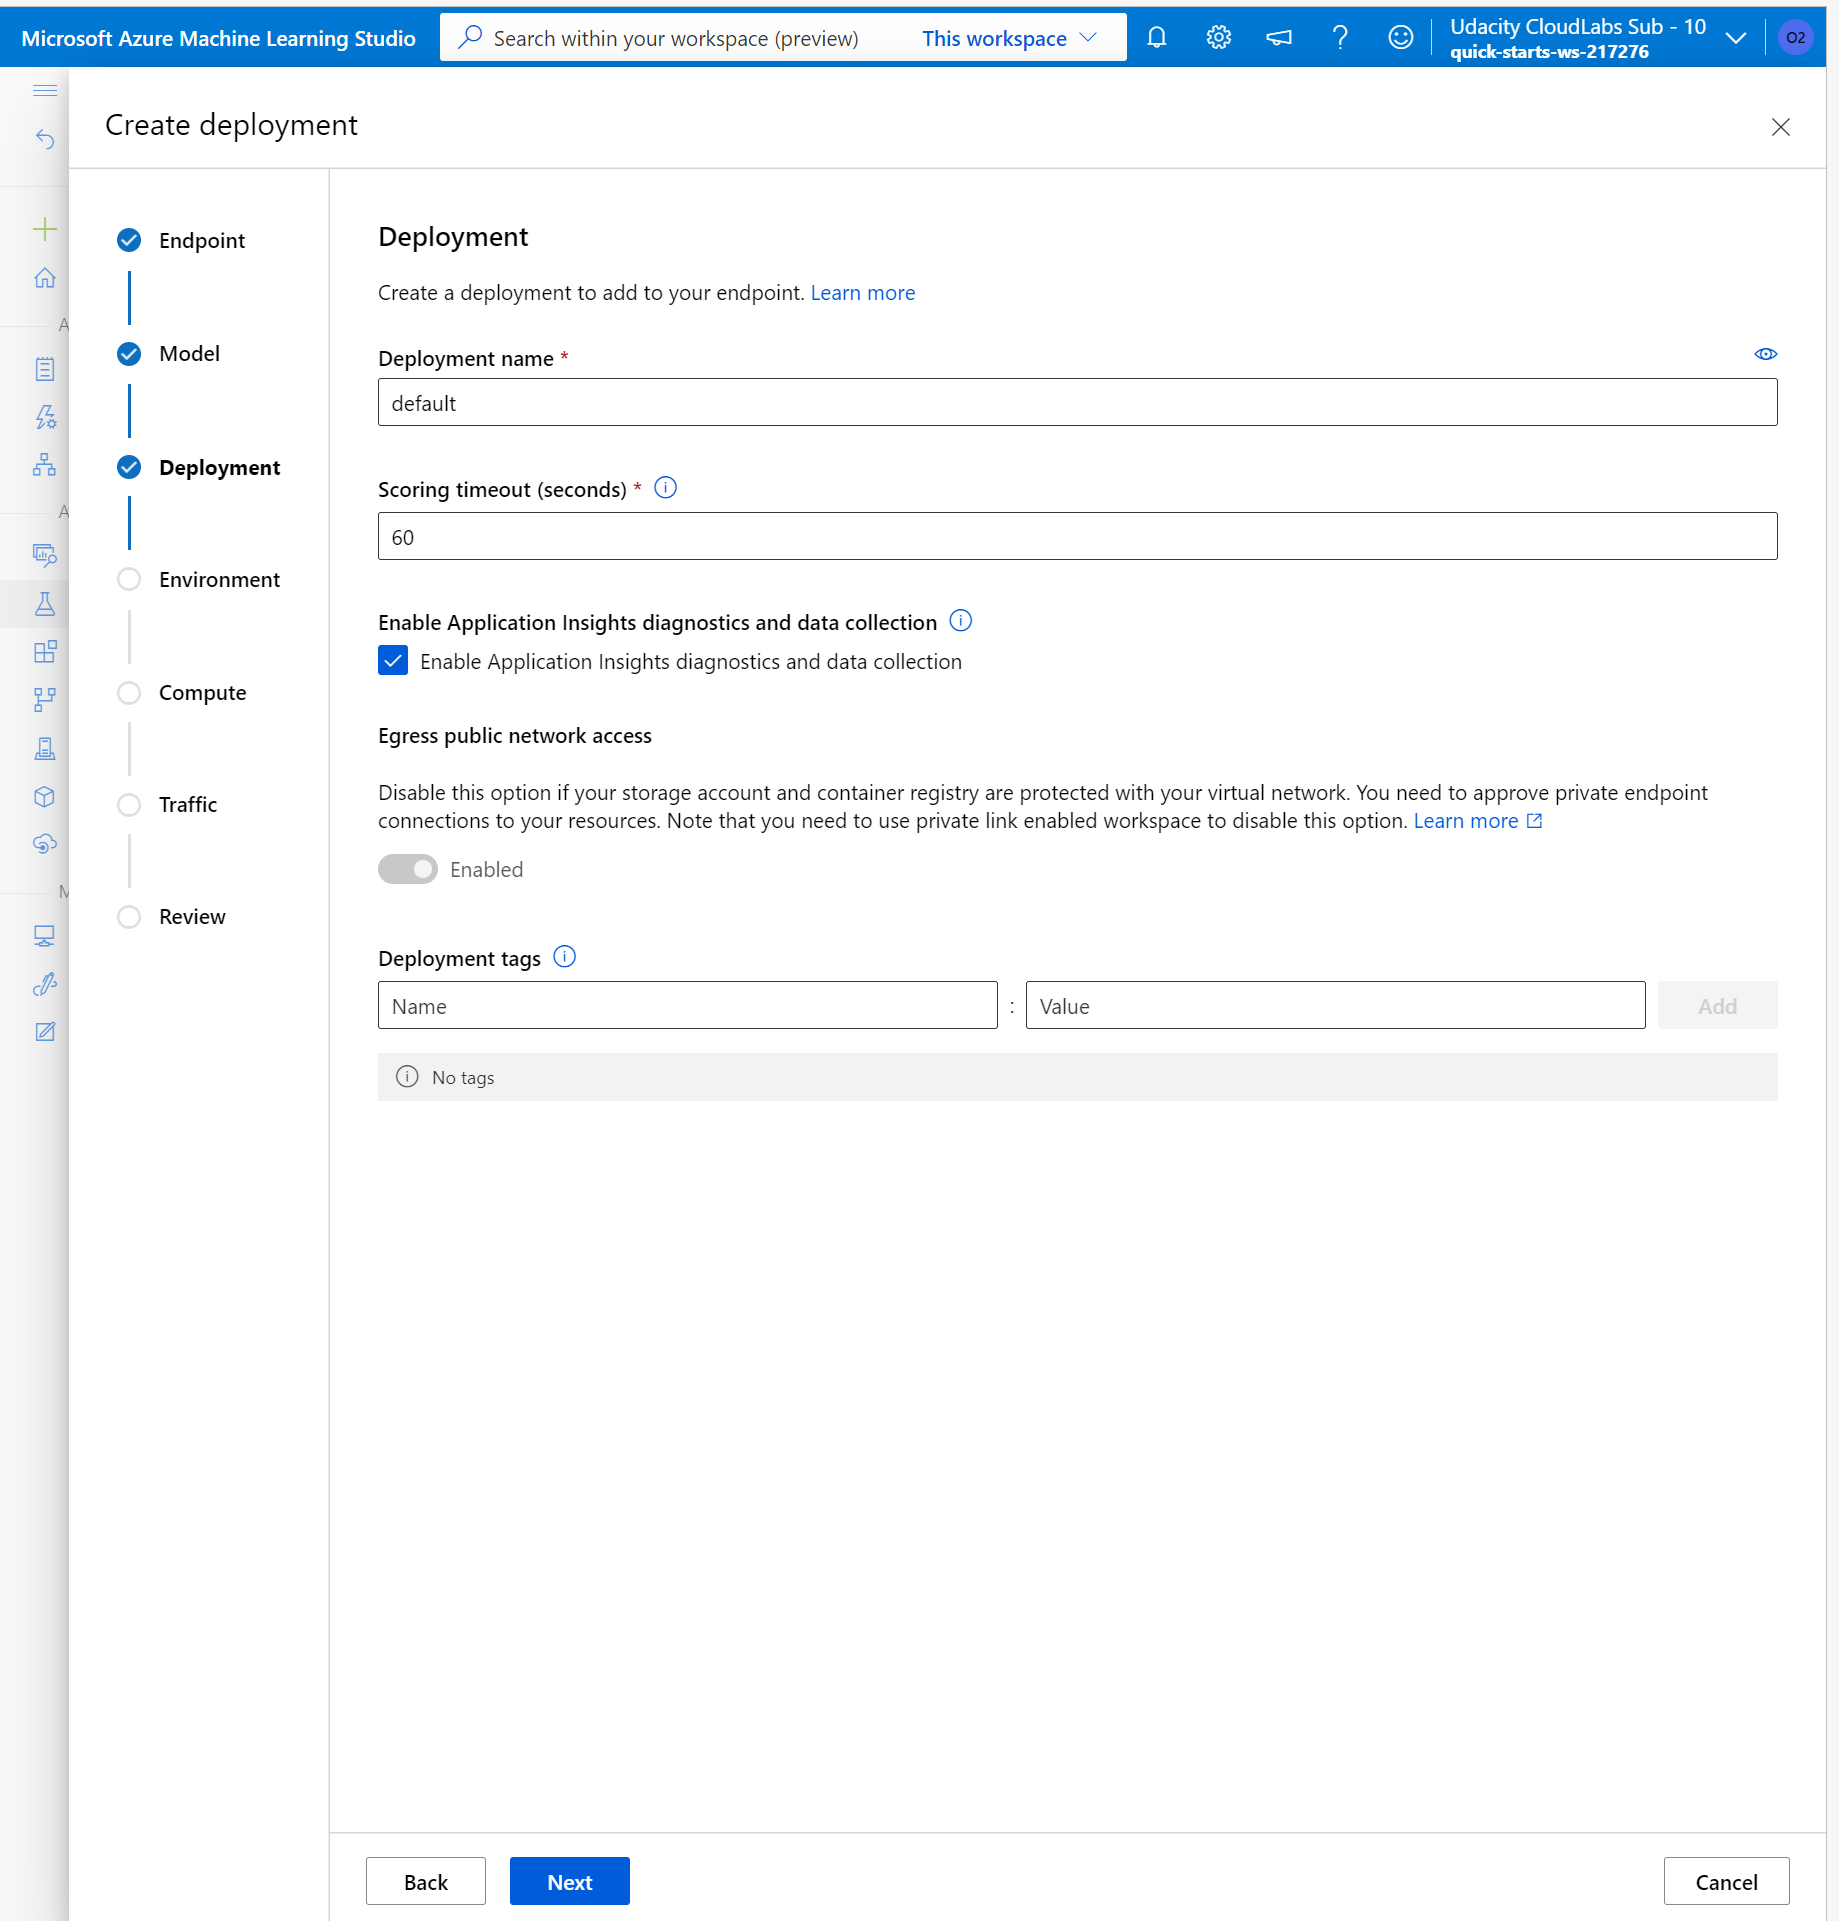 Microsoft Azure Machine Learning Studio
Search within your workspace (preview)
This workspace
Udacity CloudLabs Sub - 10
quick-starts-ws-217276
O2
Create deployment
A
A
M
Endpoint
Model
Deployment
Environment
Compute
Traffic
Review
Deployment
Create a deployment to add to your endpoint. Learn more
Deployment name *
default
Scoring timeout (seconds) *
60
Enable Application Insights diagnostics and data collection
Enable Application Insights diagnostics and data collection
Egress public network access
Disable this option if your storage account and container registry are protected with your virtual network. You need to approve private endpoint
connections to your resources. Note that you need to use private link enabled workspace to disable this option. Learn more
Enabled
Deployment tags
Name : Value Add
No tags
Back Next Cancel